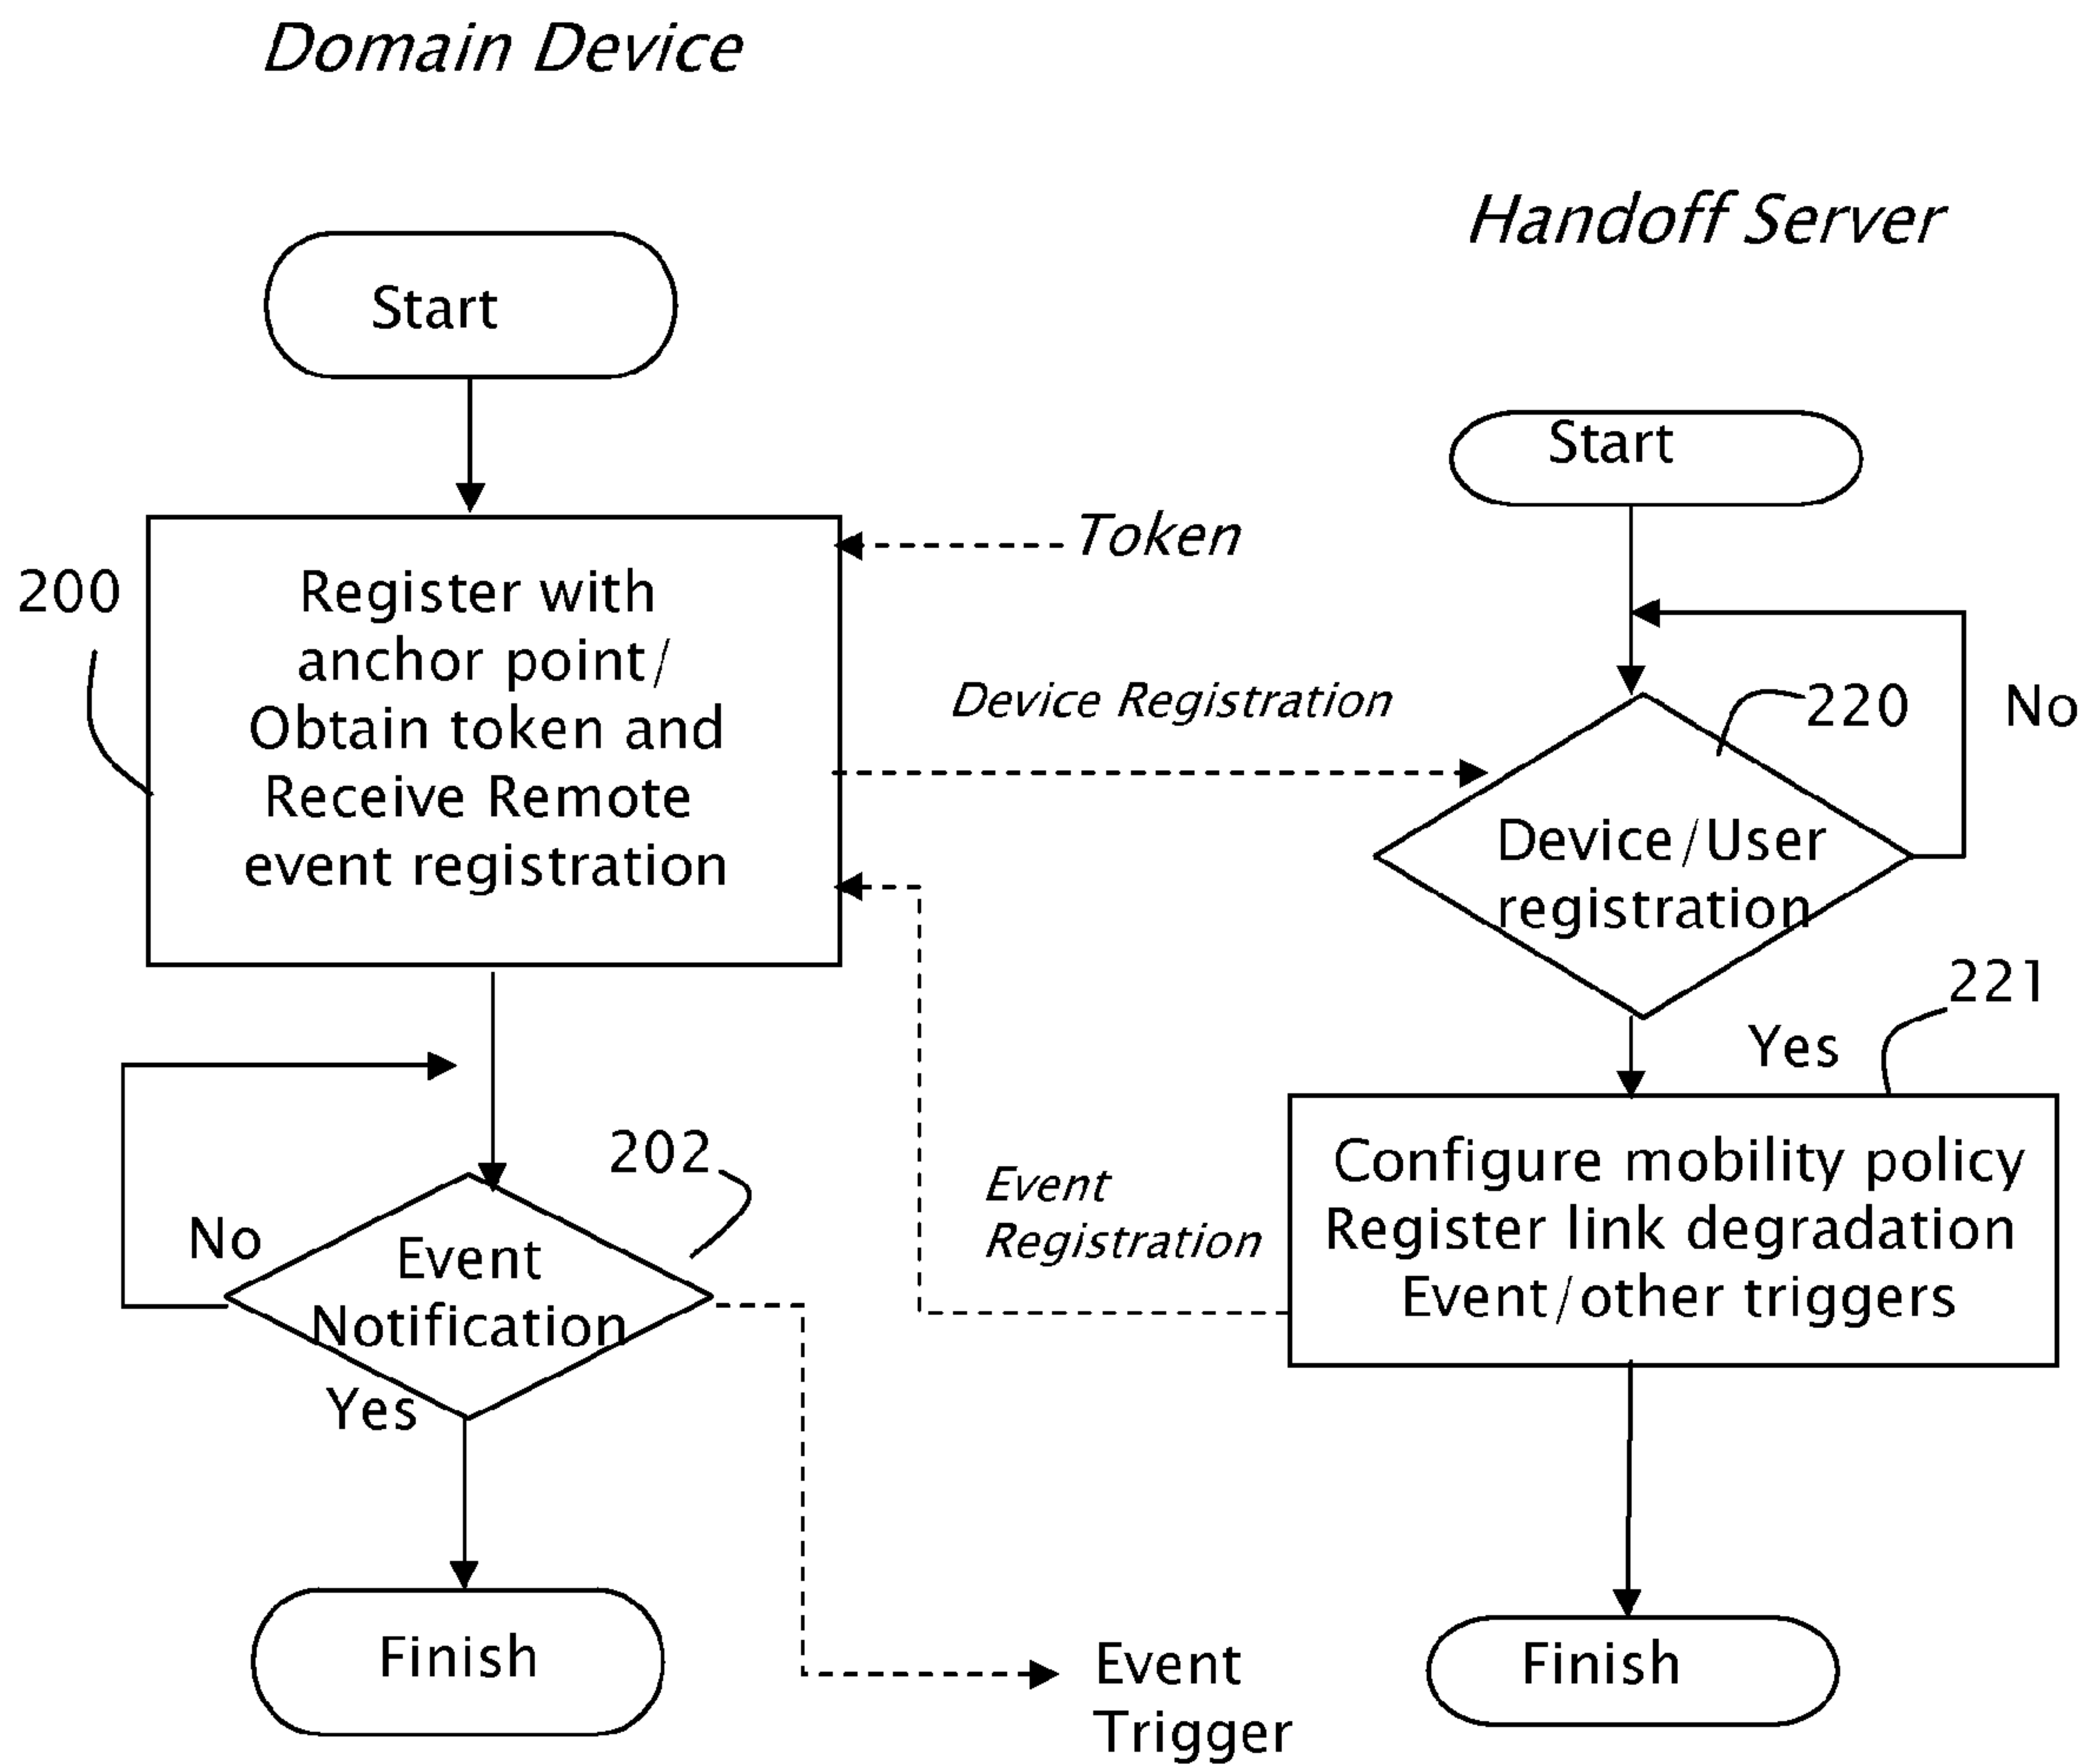 Domain Device
Handoff Server
Start
Start
Token
200
Register with
anchor point/
Obtain token and
Receive Remote
event registration
Device Registration
220
No
Device/User
registration
221
Yes
Configure mobility policy
Register link degradation
Event/other triggers
Event
Registration
202
No
Event
Notification
Yes
Finish
Event
Trigger
Finish